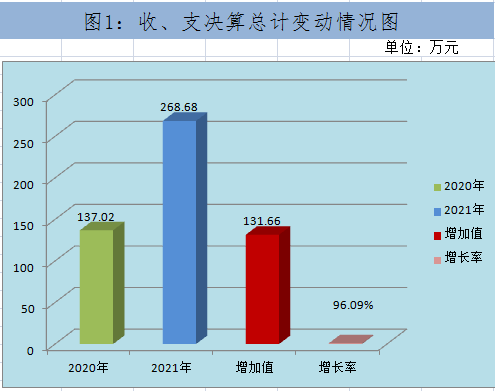 图1：收、支决算总计变动情况图
单位：万元
300
250
200
150
100
50
0
137.02
268.68
131.66
96.09%
2020年
2021年
增加值
增长率
2020年
2021年
增加值
增长率